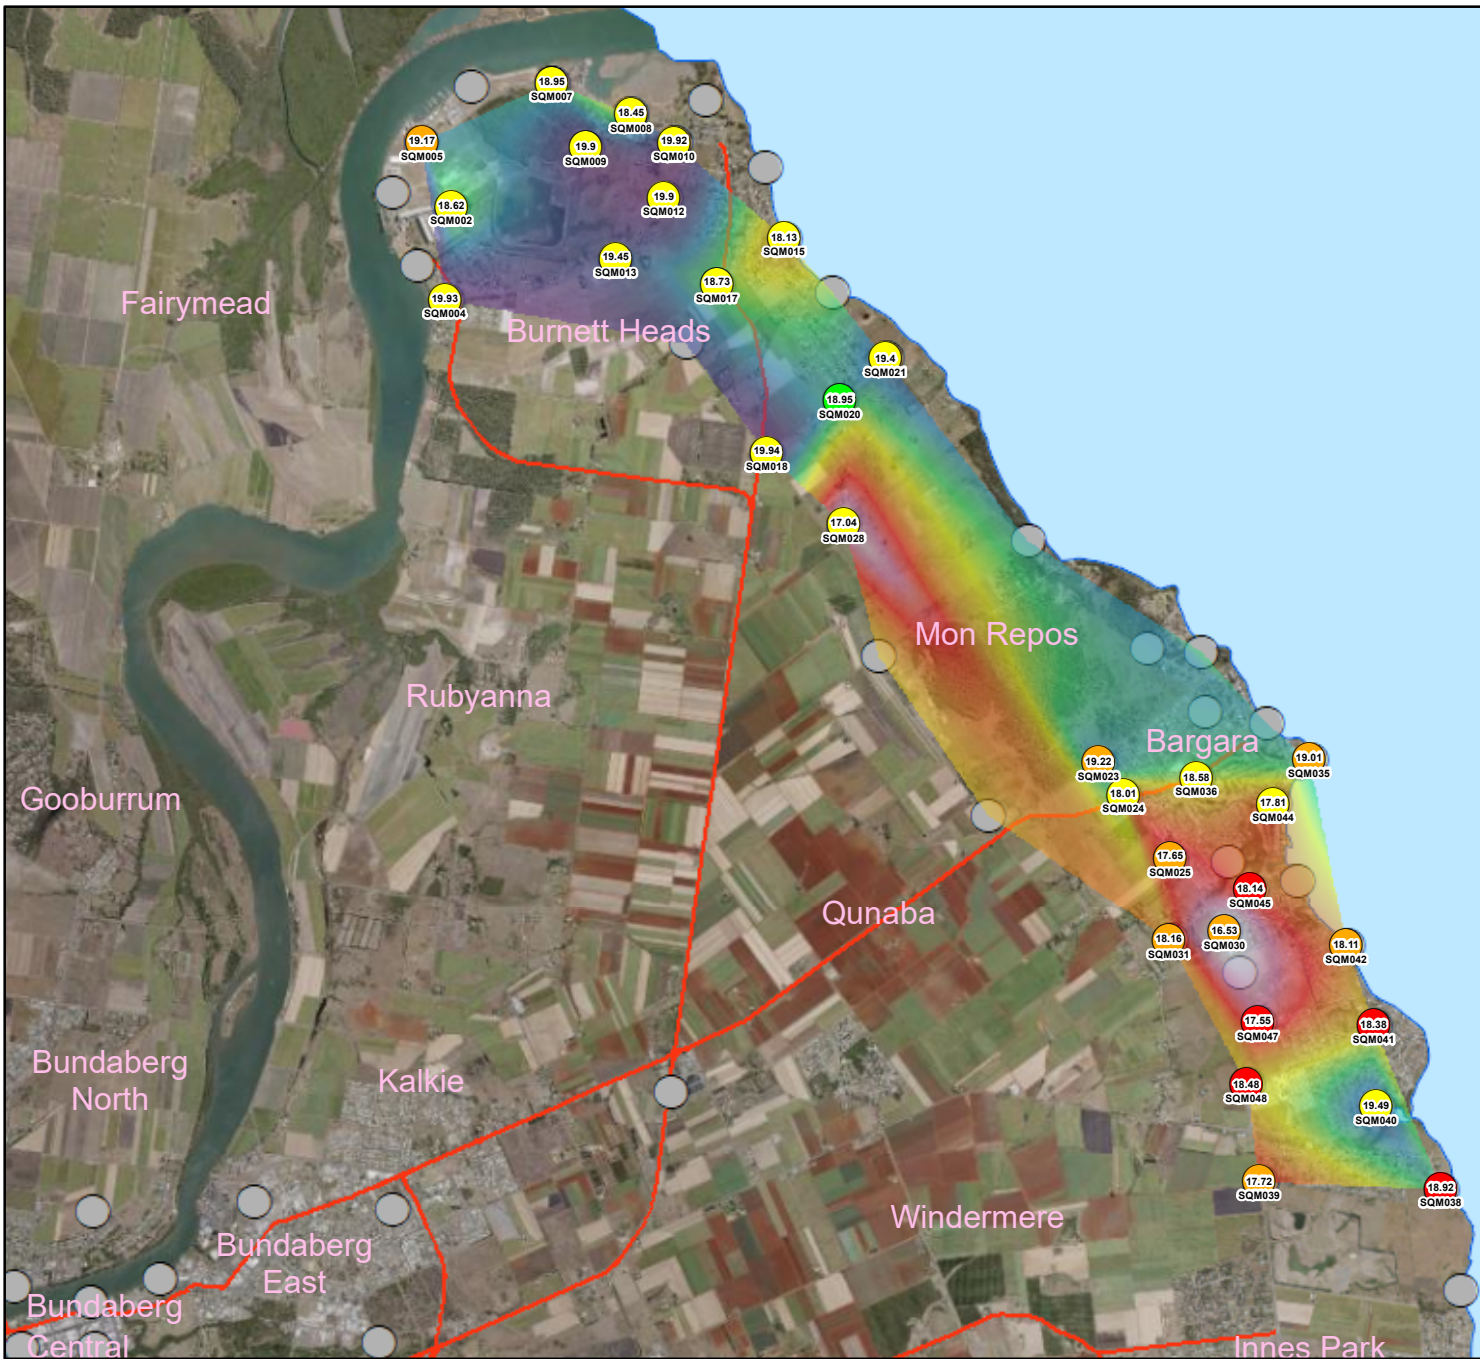 18.95
SQM007
18.45
SQM008
19.17
SQM005
19.9
SQM009
19.92
SQM010
18.62
SQM002
19.9
SQM012
18.13
SQM015
19.45
SQM013
18.73
SQM017
19.93
SQM004
Fairymead
Burnett Heads
19.4
SQM021
18.95
SQM020
19.94
SQM018
17.04
SQM028
Mon Repos
Rubyanna
Bargara
19.22
SQM023
18.58
SQM036
19.01
SQM035
18.01
SQM024
17.81
SQM044
Gooburrum
17.65
SQM025
18.14
SQM045
Qunaba
16.53
SQM030
18.16
SQM031
18.11
SQM042
17.55
SQM047
18.38
SQM041
Bundaberg
North
Kalkie
18.48
SQM048
19.49
SQM040
17.72
SQM039
18.92
SQM038
Windermere
Bundaberg
East
Bundaberg
Central
Innes Park